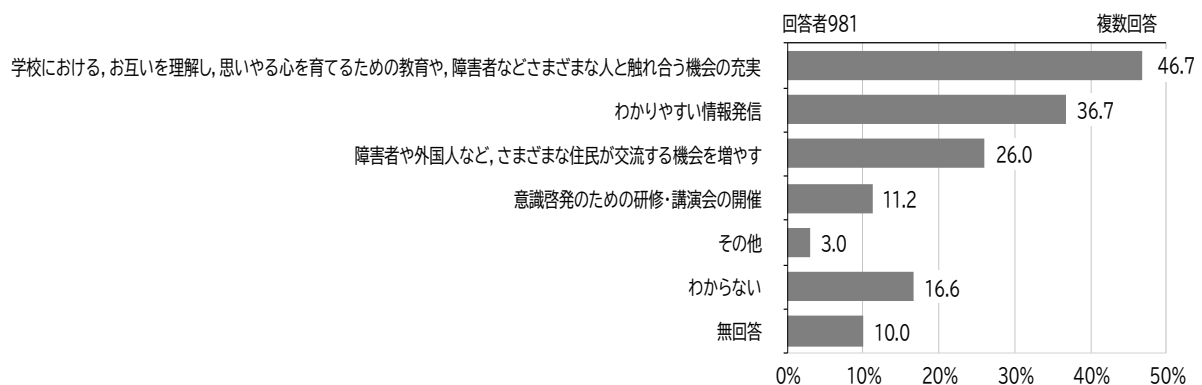 回答者981 複数回答
学校における，お互いを理解し，思いやる心を育てるための教育や，障害者などさまざまな人と触れ合う機会の充実 46.7
わかりやすい情報発信 36.7
障害者や外国人など，さまざまな住民が交流する機会を増やす 26.0
意識啓発のための研修・講演会の開催 11.2
その他 3.0
わからない 16.6
無回答 10.0
0% 10% 20% 30% 40% 50%